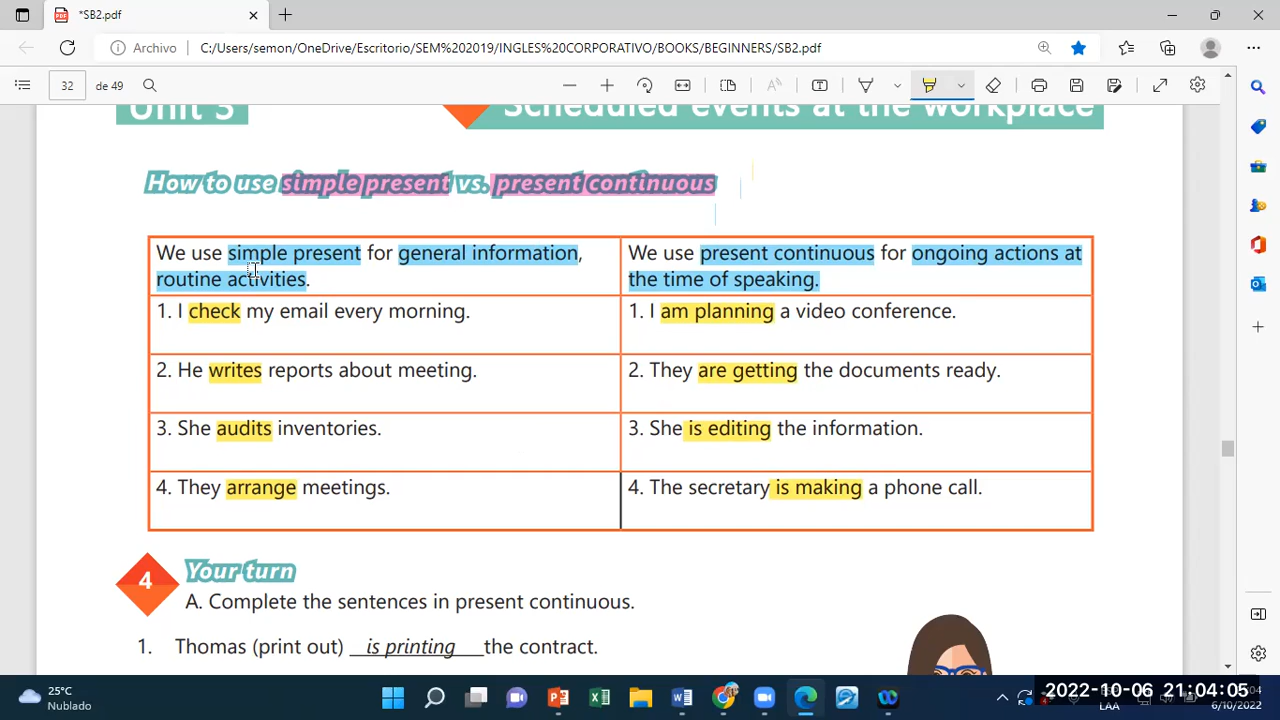 *SB2.pdf
Archivo
C:/Users/semon/OneDrive/Escritorio/SEM%202019/INGLES%20CORPORATIVO/BOOKS/BEGINNERS/SB2.pdf
32 de 49
Unit 3
Scheduled events at the workplace
How to use simple present vs. present continuous
We use simple present for general information,
routine activities.
We use present continuous for ongoing actions at
the time of speaking.
1. I check my email every morning.
1. I am planning a video conference.
2. He writes reports about meeting.
2. They are getting the documents ready.
3. She audits inventories.
3. She is editing the information.
4. They arrange meetings.
4. The secretary is making a phone call.
4
Your turn
A. Complete the sentences in present continuous.
1. Thomas (print out) __is printing___the contract.
25°C
Nublado
LAA
2022-10-06 21:04:05
6/10/2022